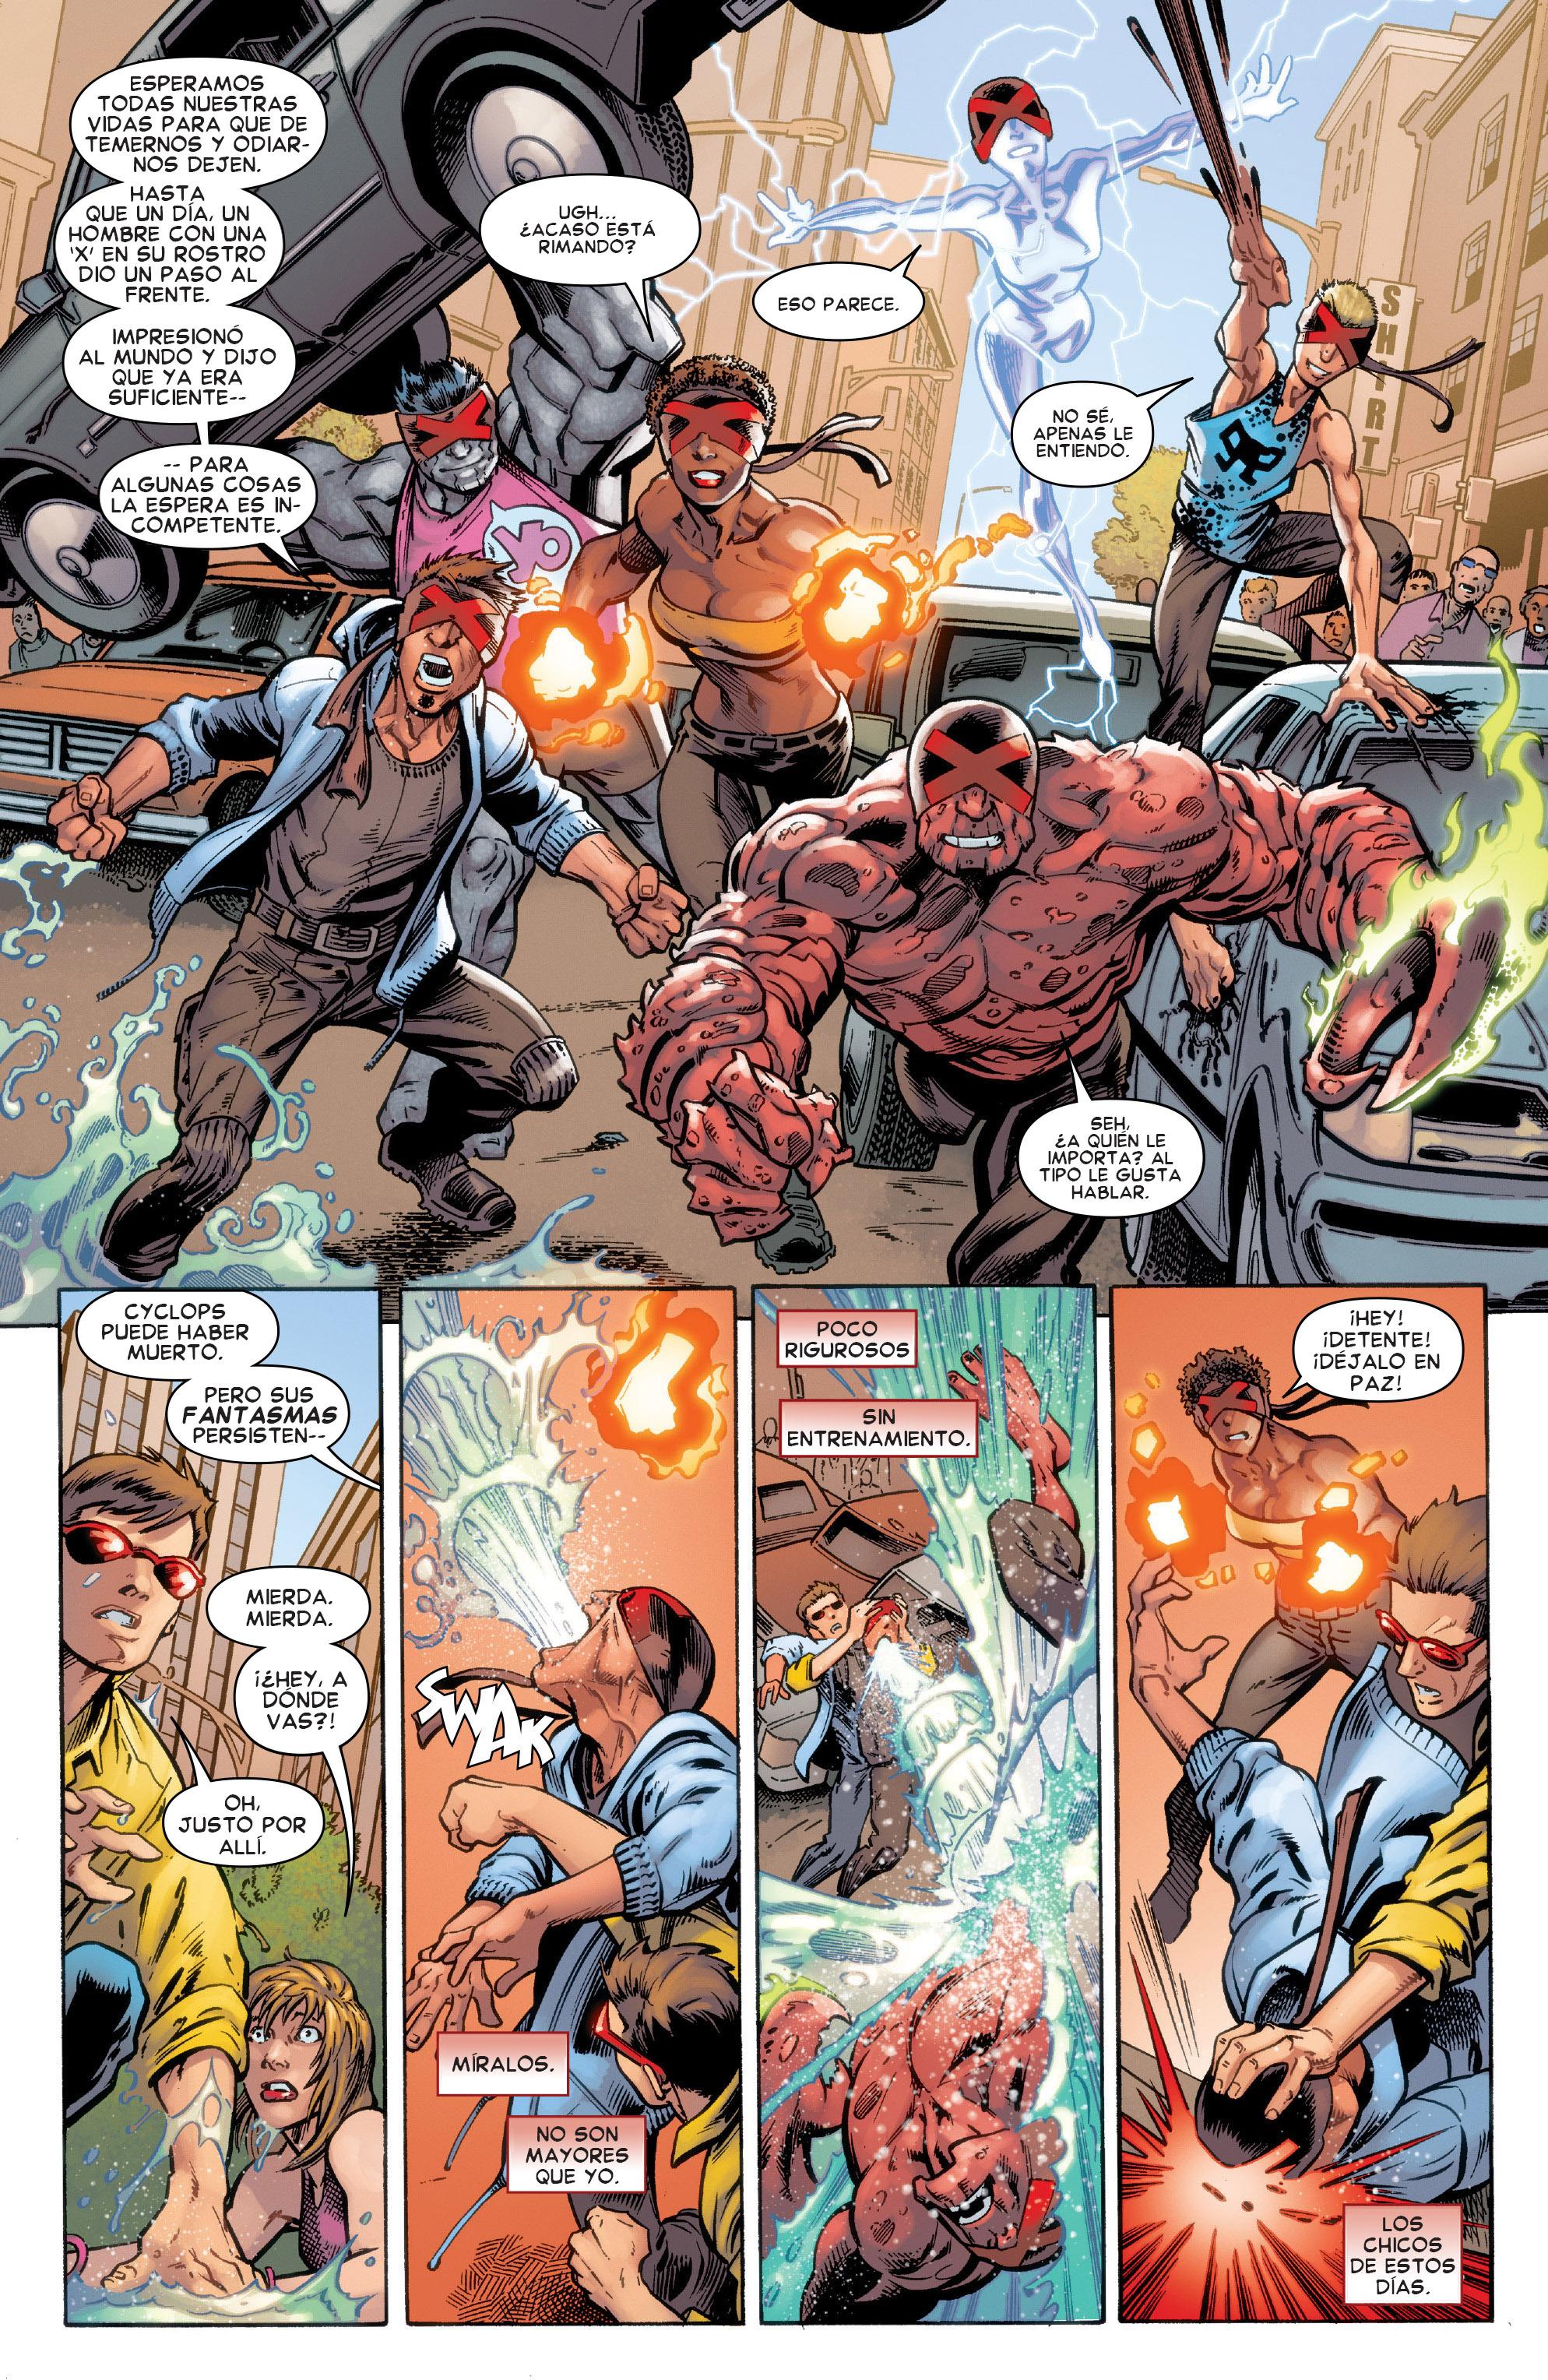 ESPERAMOS
TODAS NUESTRAS
VIDAS PARA QUE DE
TEMERNOS Y ODIAR-
NOS DEJEN.
HASTA
QUE UN DÍA, UN
HOMBRE CON UNA
'X' EN SU ROSTRO
DIO UN PASO AL
FRENTE.
IMPRESIONÓ
AL MUNDO Y DIJO
QUE YA ERA
SUFICIENTE--
-- PARA
ALGUNAS COSAS
LA ESPERA ES IN-
COMPETENTE.
UGH...
¿ACASO ESTÁ
RIMANDO?
ESO PARECE.
NO SÉ,
APENAS LE
ENTIENDO.
SHIRT
SEH,
¿A QUIÉN LE
IMPORTA? AL
TIPO LE GUSTA
HABLAR.
CYCLOPS
PUEDE HABER
MUERTO.
PERO SUS
FANTASMAS
PERSISTEN--
MIERDA.
MIERDA.
¡¿HEY, A
DÓNDE
VAS?!
OH,
JUSTO POR
ALLÍ.
SWAK
MÍRALOS.
NO SON
MAYORES
QUE YO.
POCO
RIGUROSOS
SIN
ENTRENAMIENTO.
¡HEY!
¡DETENTE!
¡DÉJALO EN
PAZ!
LOS
CHICOS
DE ESTOS
DÍAS.